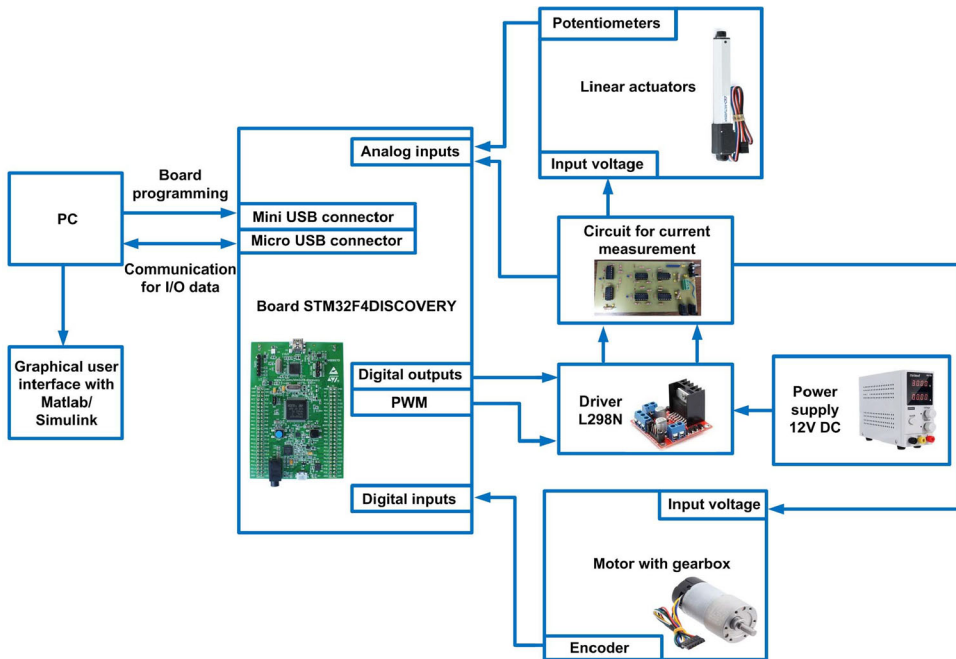 Potentiometers
Linear actuators
Input voltage
Analog inputs
Board
programming
PC
Mini USB connector
Micro USB connector
Communication
for I/O data
Board STM32F4DISCOVERY
Circuit for current
measurement
Graphical user
interface with
Matlab/
Simulink
Digital outputs
PWM
Driver
L298N
Power
supply
12V DC
Digital inputs
Input voltage
Motor with gearbox
Encoder